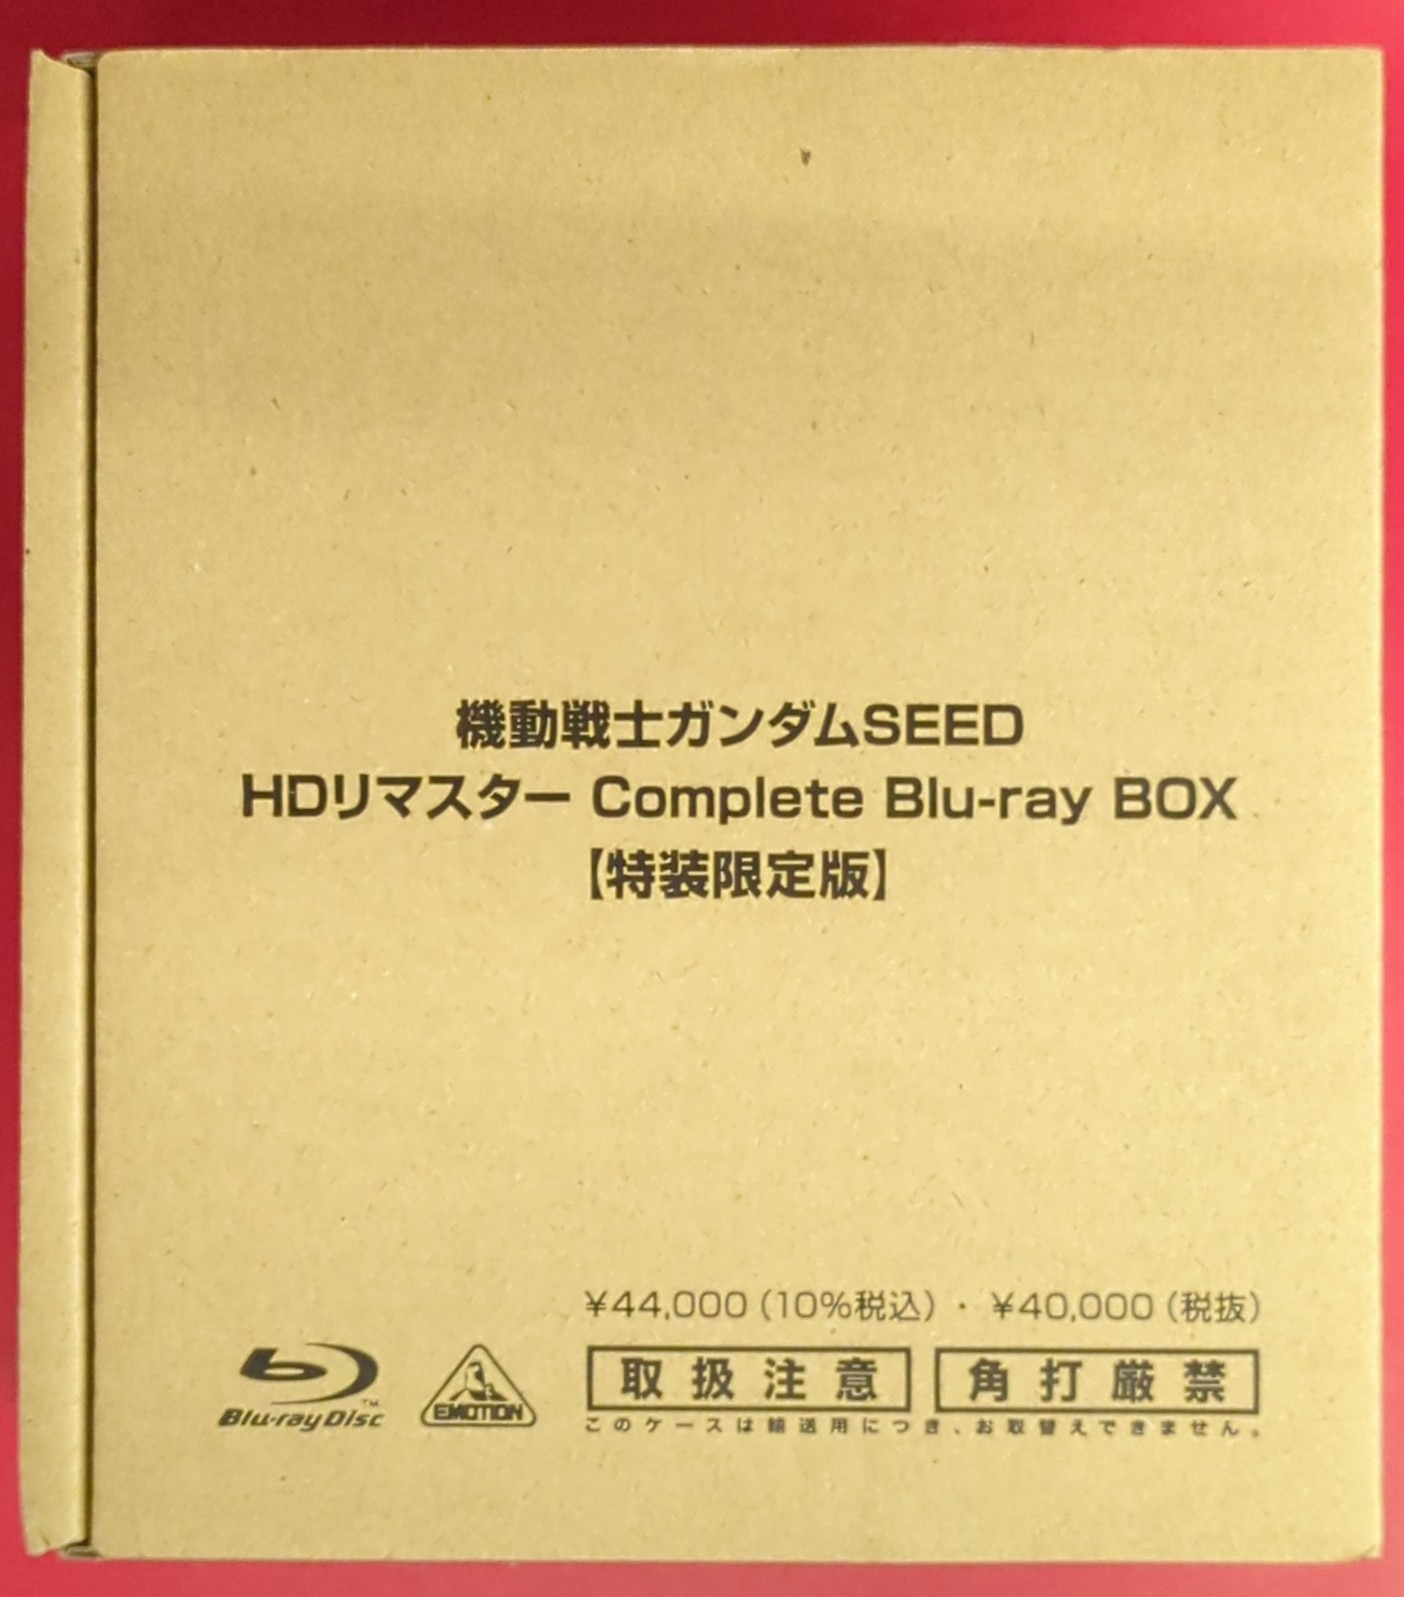 機動戦士ガンダムSEED
HDリマスター Complete Blu-ray BOX
【特装限定版】
¥44,000（10%税込）・ ¥40,000（税抜）
Blu-ray Disc™
EMOTION
取扱注意
角打厳禁
このケースは輸送用につき、お取替えできません。